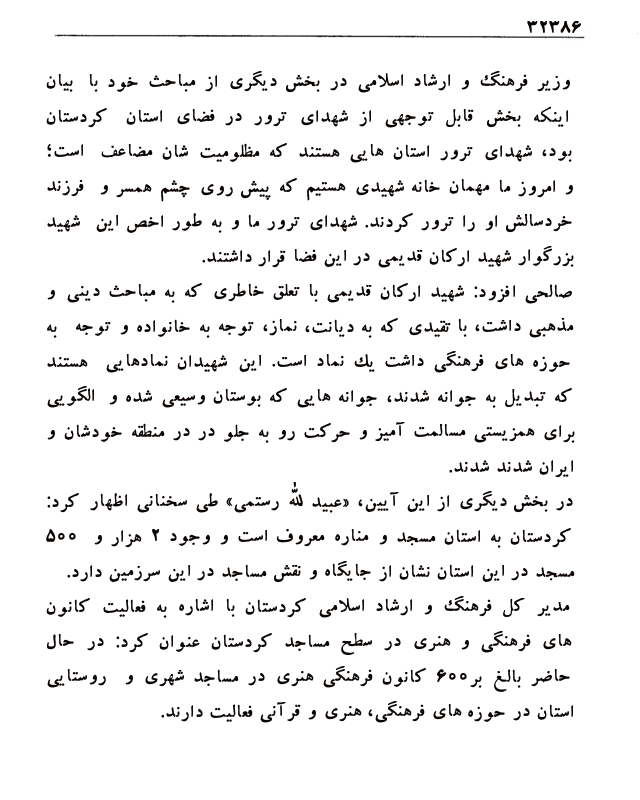 ۳۲۳۸۶
وزیر فرهنگ و ارشاد اسلامی در بخش دیگری از مباحث خود با بیان
اینکه بخش قابل توجهی از شهدای ترور در فضای استان کردستان
بود، شهدای ترور استان هایی هستند که مظلومیت شان مضاعف است؛
و امروز ما مهمان خانه شهیدی هستیم که پیش روی چشم همسر و فرزند
خردسالش او را ترور کردند. شهدای ترور ما و به طور اخص این شهید
بزرگوار شهید ارکان قدیمی در این فضا قرار داشتند.
صالحی افزود: شهید ارکان قدیمی با تعلق خاطری که به مباحث دینی و
مذهبی داشت، با تقیدی که به دیانت، نماز، توجه به خانواده و توجه به
حوزه های فرهنگی داشت یك نماد است. این شهیدان نمادهایی هستند
که تبدیل به جوانه شدند، جوانه هایی که بوستان وسیعی شده و الگویی
برای همزیستی مسالمت آمیز و حرکت رو به جلو در در منطقه خودشان و
ایران شدند شدند.
در بخش دیگری از این آیین، «عبید لله رستمی» طی سخنانی اظهار کرد:
کردستان به استان مسجد و مناره معروف است و وجود ۲ هزار و ۵۰۰
مسجد در این استان نشان از جایگاه و نقش مساجد در این سرزمین دارد.
مدیر کل فرهنگ و ارشاد اسلامی کردستان با اشاره به فعالیت کانون
های فرهنگی و هنری در سطح مساجد کردستان عنوان کرد: در حال
حاضر بالغ بر۶۰۰ کانون فرهنگی هنری در مساجد شهری و روستایی
استان در حوزه های فرهنگی، هنری و قرآنی فعالیت دارند.